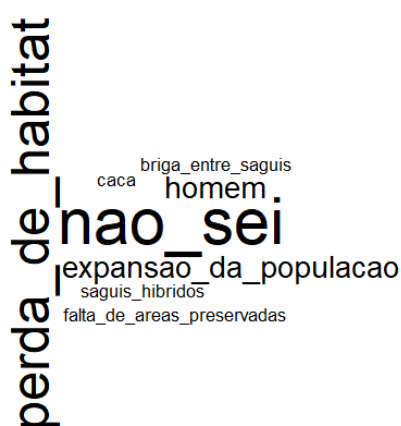 perda_de_habitat
briga_entre_saguis
caca
homem
nao_sei
expansao_da_populacao
saguis_hibridos
falta_de_areas_preservadas